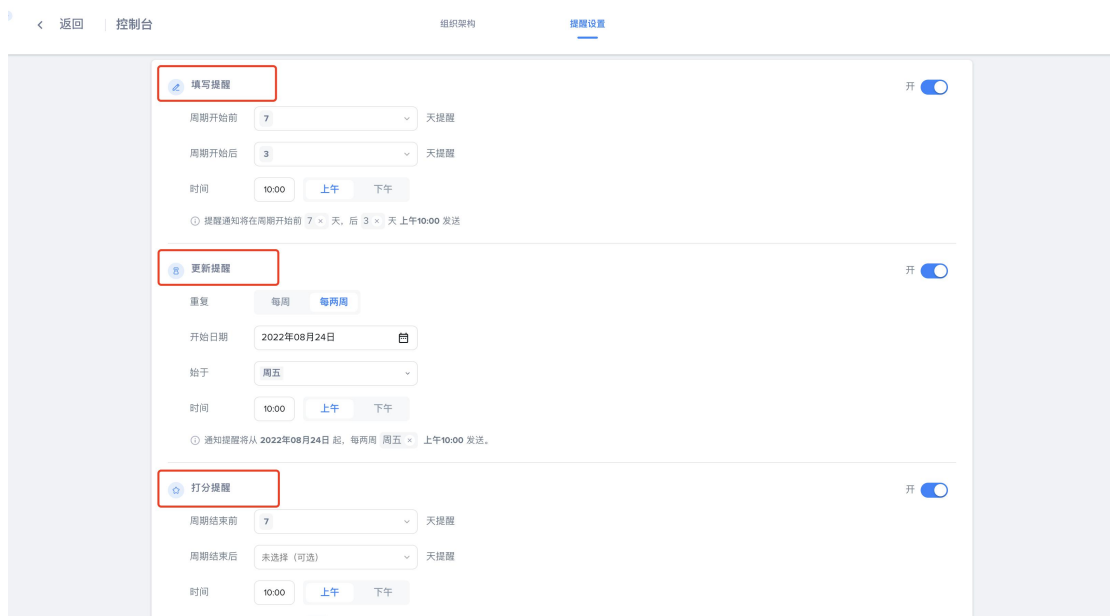 返回 控制台 组织架构 提醒设置
填写提醒 开
周期开始前 7 天提醒
周期开始后 3 天提醒
时间 10:00 上午 下午
提醒通知将在周期开始前 7 × 天，后 3 × 天 上午10:00 发送
更新提醒 开
重复 每周 每两周
开始日期 2022年08月24日
始于 周五
时间 10:00 上午 下午
通知提醒将从 2022年08月24日 起，每两周 周五 × 上午10:00 发送。
打分提醒 开
周期结束前 7 天提醒
周期结束后 未选择（可选） 天提醒
时间 10:00 上午 下午